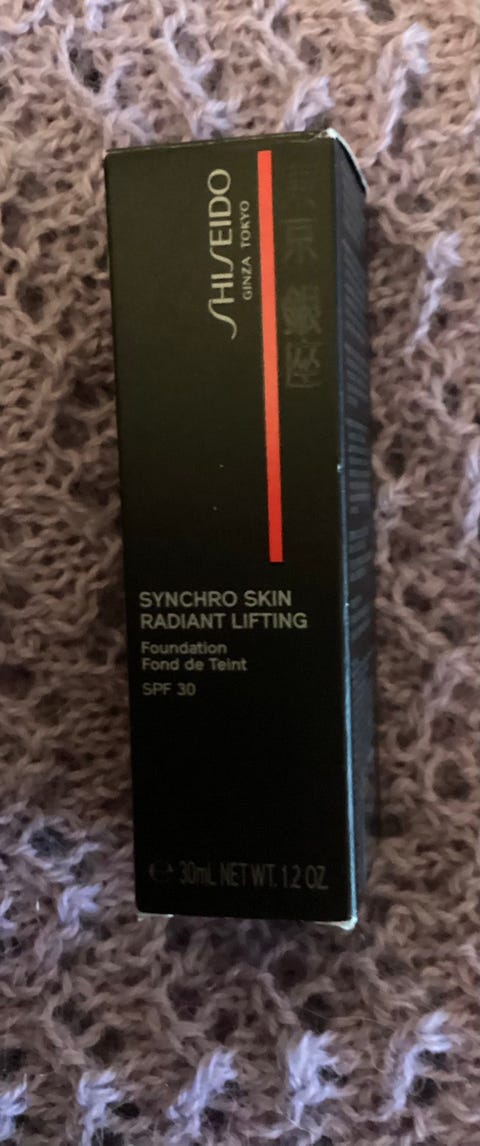 SHISEIDO
GINZA TOKYO
東京銀座
SYNCHRO SKIN
RADIANT LIFTING
Foundation
Fond de Teint
SPF 30
℮ 30mL NET WT. 1.2 OZ.